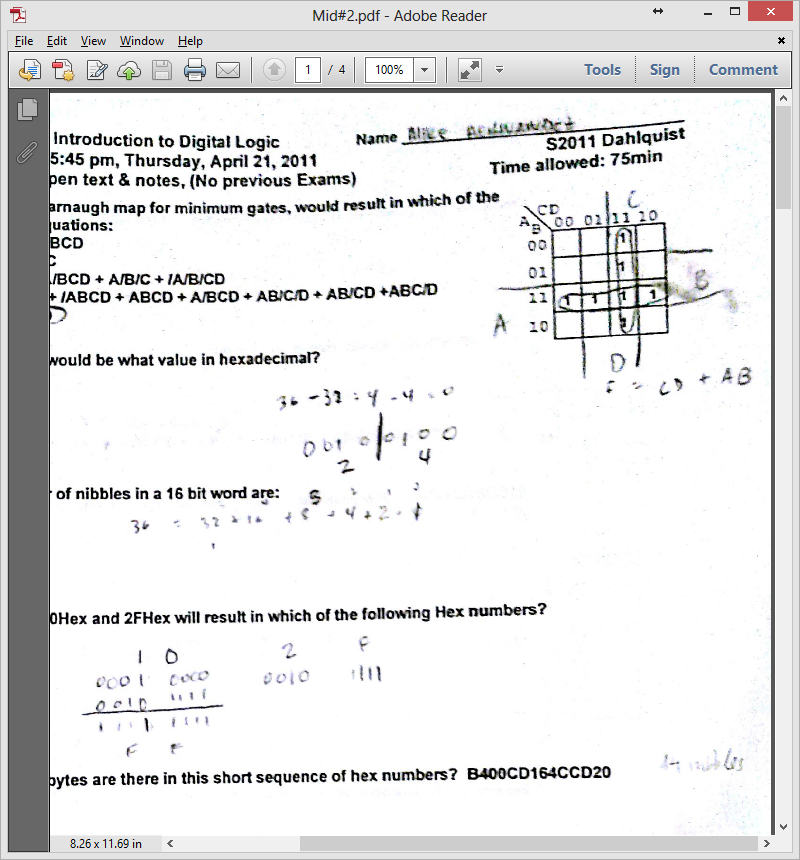 Mid#2.pdf - Adobe Reader
File Edit View Window Help
1 / 4 100% Tools Sign Comment
Introduction to Digital Logic
Name Mike
S2011 Dahlquist
5:45 pm, Thursday, April 21, 2011
Time allowed: 75min
pen text & notes, (No previous Exams)
arnaugh map for minimum gates, would result in which of the
uations:
BCD
C
/BCD + A/B/C + /A/B/CD
+ /ABCD + ABCD + A/BCD + AB/C/D + AB/CD +ABC/D
C
CD
A B 00 01 11 10
00 1
01 1
11 1 1 1 1
10 1
B
A
D
F = CD + AB
would be what value in hexadecimal?
36 - 32 = 4 - 4 = 0
0010 0100
2 4
of nibbles in a 16 bit word are:
36 = 32 + 16 + 8 + 4 + 2 + 1
0Hex and 2FHex will result in which of the following Hex numbers?
1 0 2 F
0001 0000 0010 1111
0010 1111
1111 1111
F F
bytes are there in this short sequence of hex numbers? B400CD164CCD20
14 nibbles
8.26 x 11.69 in